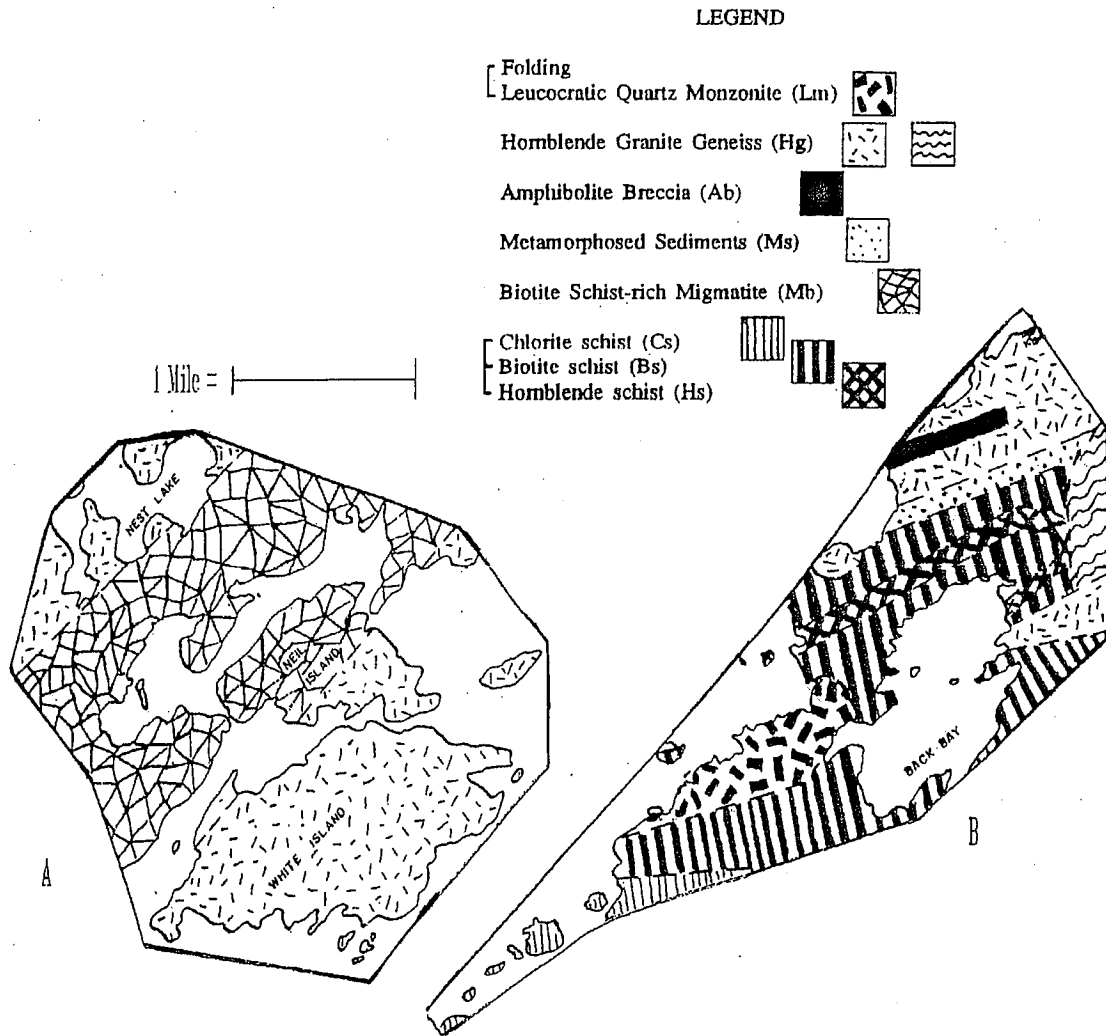 LEGEND
Folding
Leucocratic Quartz Monzonite (Lm)
Hornblende Granite Geneiss (Hg)
Amphibolite Breccia (Ab)
Metamorphosed Sediments (Ms)
Biotite Schist-rich Migmatite (Mb)
Chlorite schist (Cs)
Biotite schist (Bs)
Hornblende schist (Hs)
1 Mile =
NEST LAKE
NEIL
ISLAND
WHITE ISLAND
BACK BAY
A
B